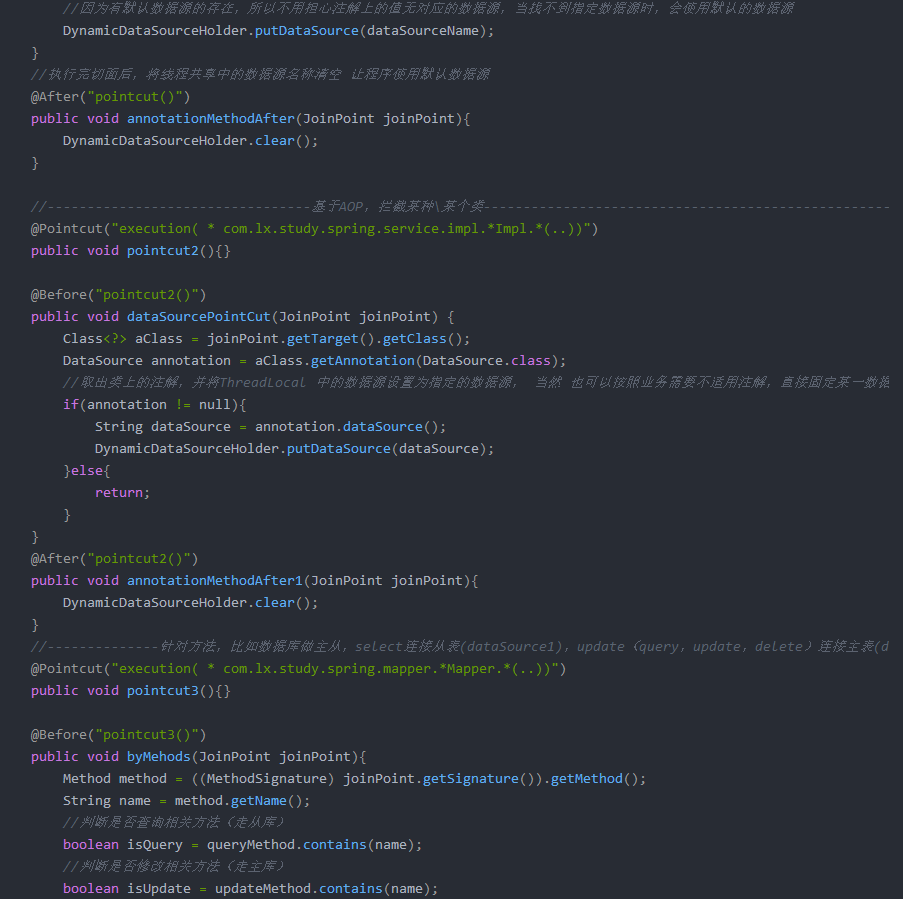 //因为有默认数据源的存在，所以不用担心注解上的值无对应的数据源，当找不到指定数据源时，会使用默认的数据源
DynamicDataSourceHolder.putDataSource(dataSourceName);
}
//执行完切面后，将线程共享中的数据源名称清空 让程序使用默认数据源
@After("pointcut()")
public void annotationMethodAfter(JoinPoint joinPoint){
DynamicDataSourceHolder.clear();
}
//---------------------------------基于AOP，拦截某种\某个类---------------------------------------------------
@Pointcut("execution( * com.lx.study.spring.service.impl.*Impl.*(..))")
public void pointcut2(){}
@Before("pointcut2()")
public void dataSourcePointCut(JoinPoint joinPoint) {
Class<?> aClass = joinPoint.getTarget().getClass();
DataSource annotation = aClass.getAnnotation(DataSource.class);
//取出类上的注解，并将ThreadLocal 中的数据源设置为指定的数据源， 当然 也可以按照业务需要不适用注解，直接固定某一数据
if(annotation != null){
String dataSource = annotation.dataSource();
DynamicDataSourceHolder.putDataSource(dataSource);
}else{
return;
}
}
@After("pointcut2()")
public void annotationMethodAfter1(JoinPoint joinPoint){
DynamicDataSourceHolder.clear();
}
//--------------针对方法，比如数据库做主从，select连接从表(dataSource1)，update（query，update，delete）连接主表(d
@Pointcut("execution( * com.lx.study.spring.mapper.*Mapper.*(..))")
public void pointcut3(){}
@Before("pointcut3()")
public void byMehods(JoinPoint joinPoint){
Method method = ((MethodSignature) joinPoint.getSignature()).getMethod();
String name = method.getName();
//判断是否查询相关方法（走从库）
boolean isQuery = queryMethod.contains(name);
//判断是否修改相关方法（走主库）
boolean isUpdate = updateMethod.contains(name);